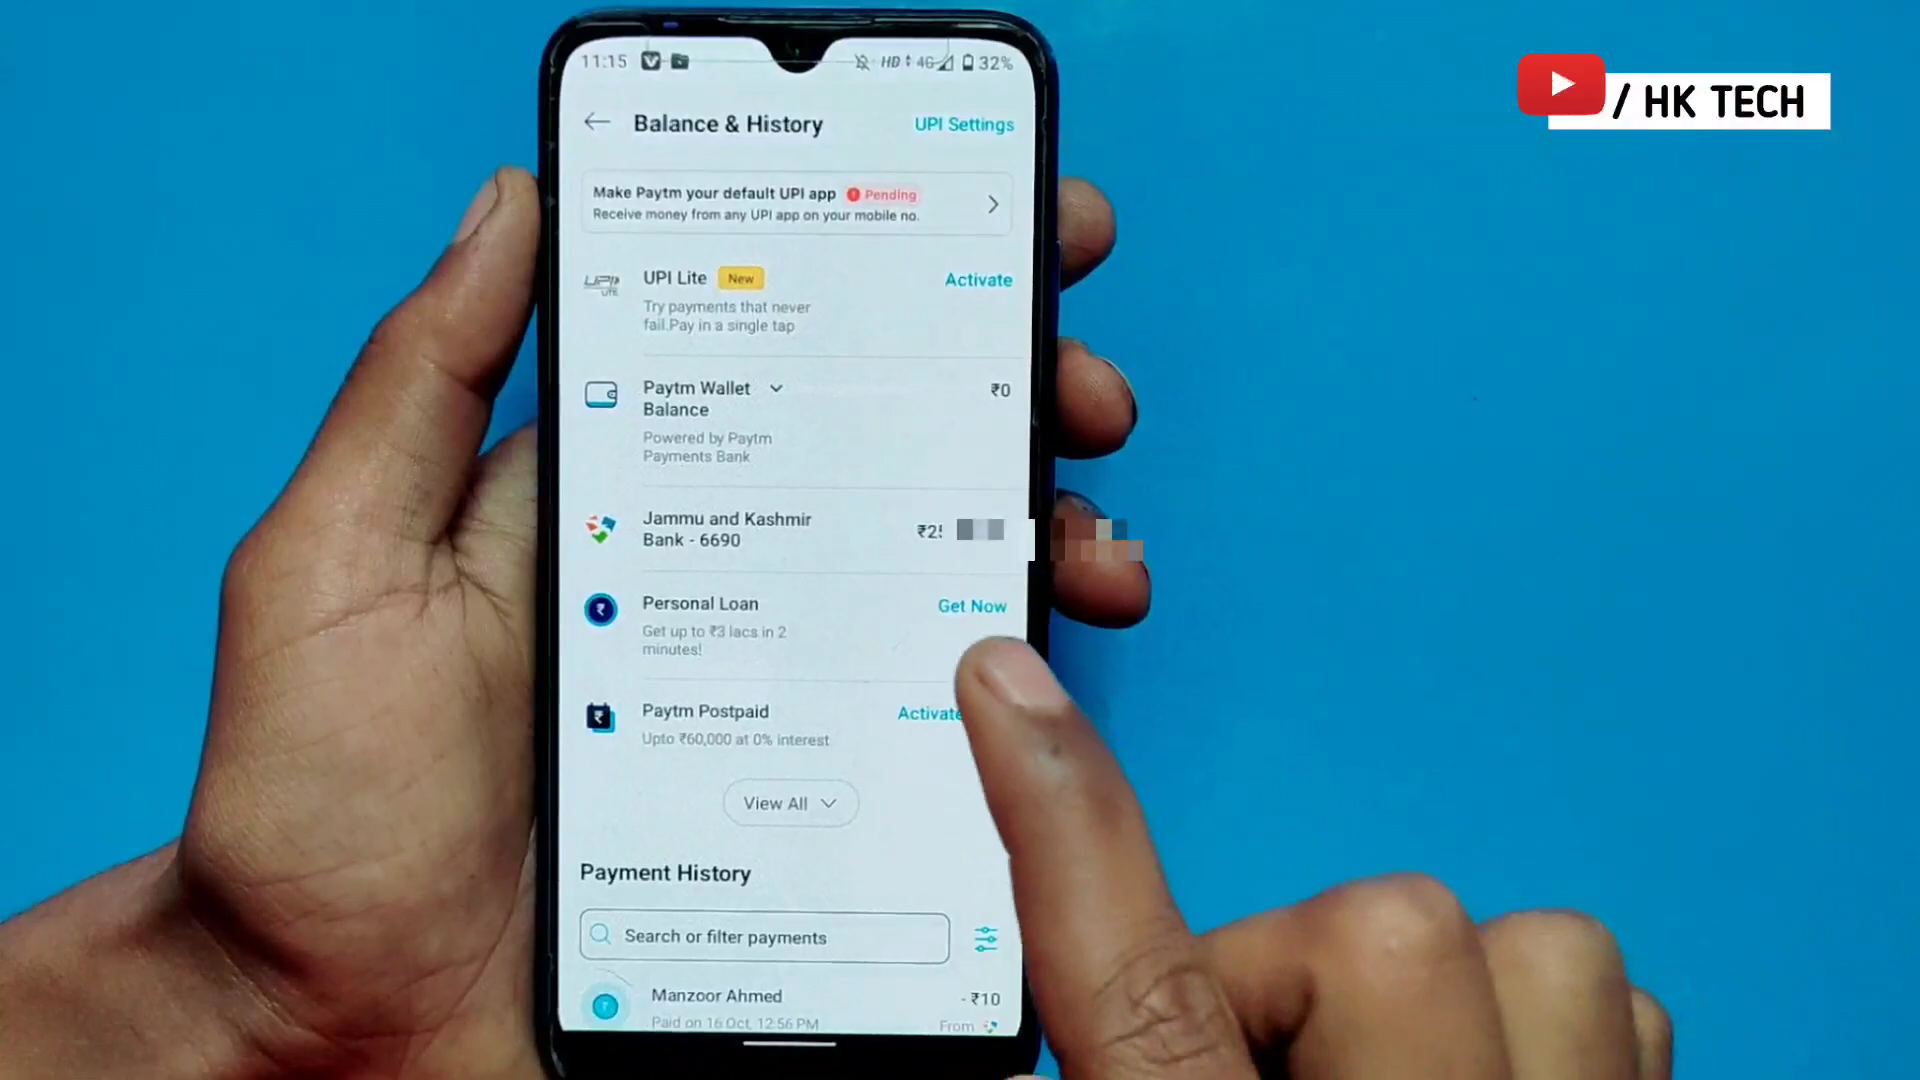 11:15 HD 4G 32%
/ HK TECH
Balance & History UPI Settings
Make Paytm your default UPI app Pending
Receive money from any UPI app on your mobile no.
UPI LITE
UPI Lite New Activate
Try payments that never
fail.Pay in a single tap
Paytm Wallet ₹0
Balance
Powered by Paytm
Payments Bank
Jammu and Kashmir
Bank - 6690 ₹2
Personal Loan Get Now
Get up to ₹3 lacs in 2
minutes!
Paytm Postpaid Activate
Upto ₹60,000 at 0% interest
View All
Payment History
Search or filter payments
Manzoor Ahmed - ₹10
Paid on 16 Oct, 12:56 PM From